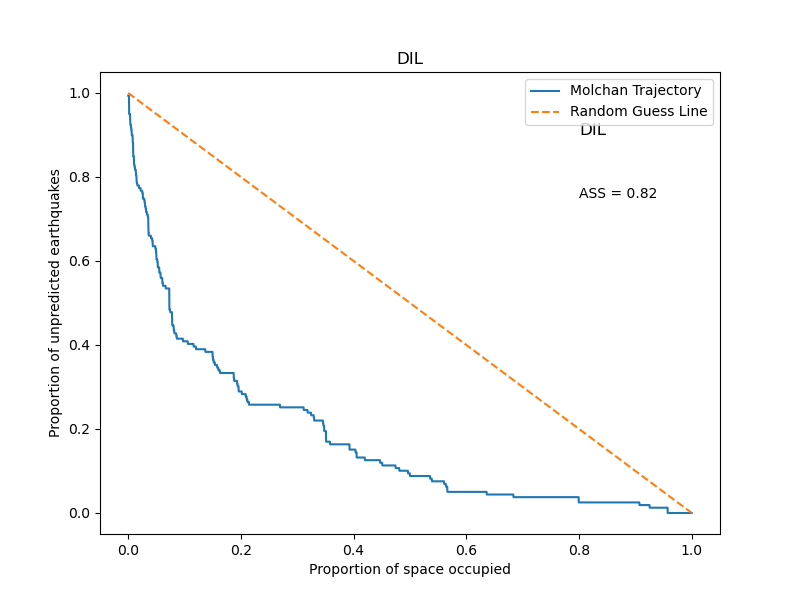 DIL
Molchan Trajectory
Random Guess Line
DIL
ASS = 0.82
Proportion of unpredicted earthquakes
1.0
0.8
0.6
0.4
0.2
0.0
0.0 0.2 0.4 0.6 0.8 1.0
Proportion of space occupied